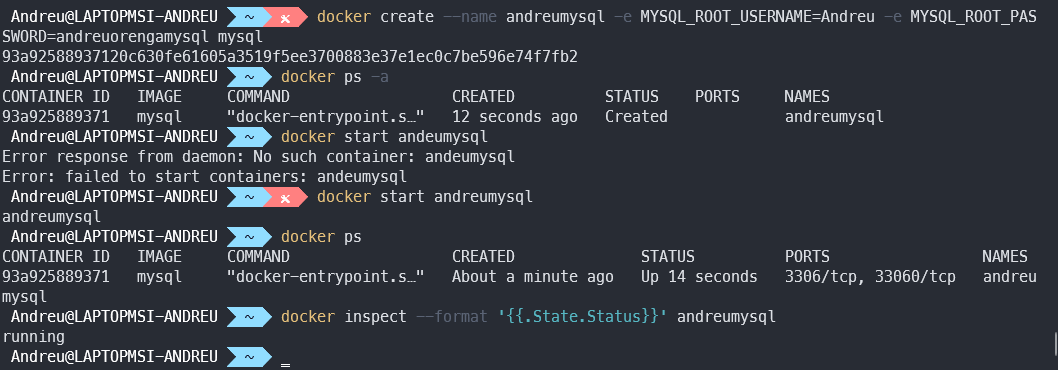 Andreu@LAPTOPMSI-ANDREU ~ × docker create --name andreumysql -e MYSQL_ROOT_USERNAME=Andreu -e MYSQL_ROOT_PAS
SWORD=andreuorengamysql mysql
93a92588937120c630fe61605a3519f5ee3700883e37e1ec0c7be596e74f7fb2
Andreu@LAPTOPMSI-ANDREU ~ docker ps -a
CONTAINER ID   IMAGE     COMMAND                  CREATED          STATUS    PORTS     NAMES
93a925889371   mysql     "docker-entrypoint.s…"   12 seconds ago   Created             andreumysql
Andreu@LAPTOPMSI-ANDREU ~ docker start andeumysql
Error response from daemon: No such container: andeumysql
Error: failed to start containers: andeumysql
Andreu@LAPTOPMSI-ANDREU ~ × docker start andreumysql
andreumysql
Andreu@LAPTOPMSI-ANDREU ~ docker ps
CONTAINER ID   IMAGE     COMMAND                  CREATED              STATUS          PORTS                 NAMES
93a925889371   mysql     "docker-entrypoint.s…"   About a minute ago   Up 14 seconds   3306/tcp, 33060/tcp   andreu
mysql
Andreu@LAPTOPMSI-ANDREU ~ docker inspect --format '{{.State.Status}}' andreumysql
running
Andreu@LAPTOPMSI-ANDREU ~ _